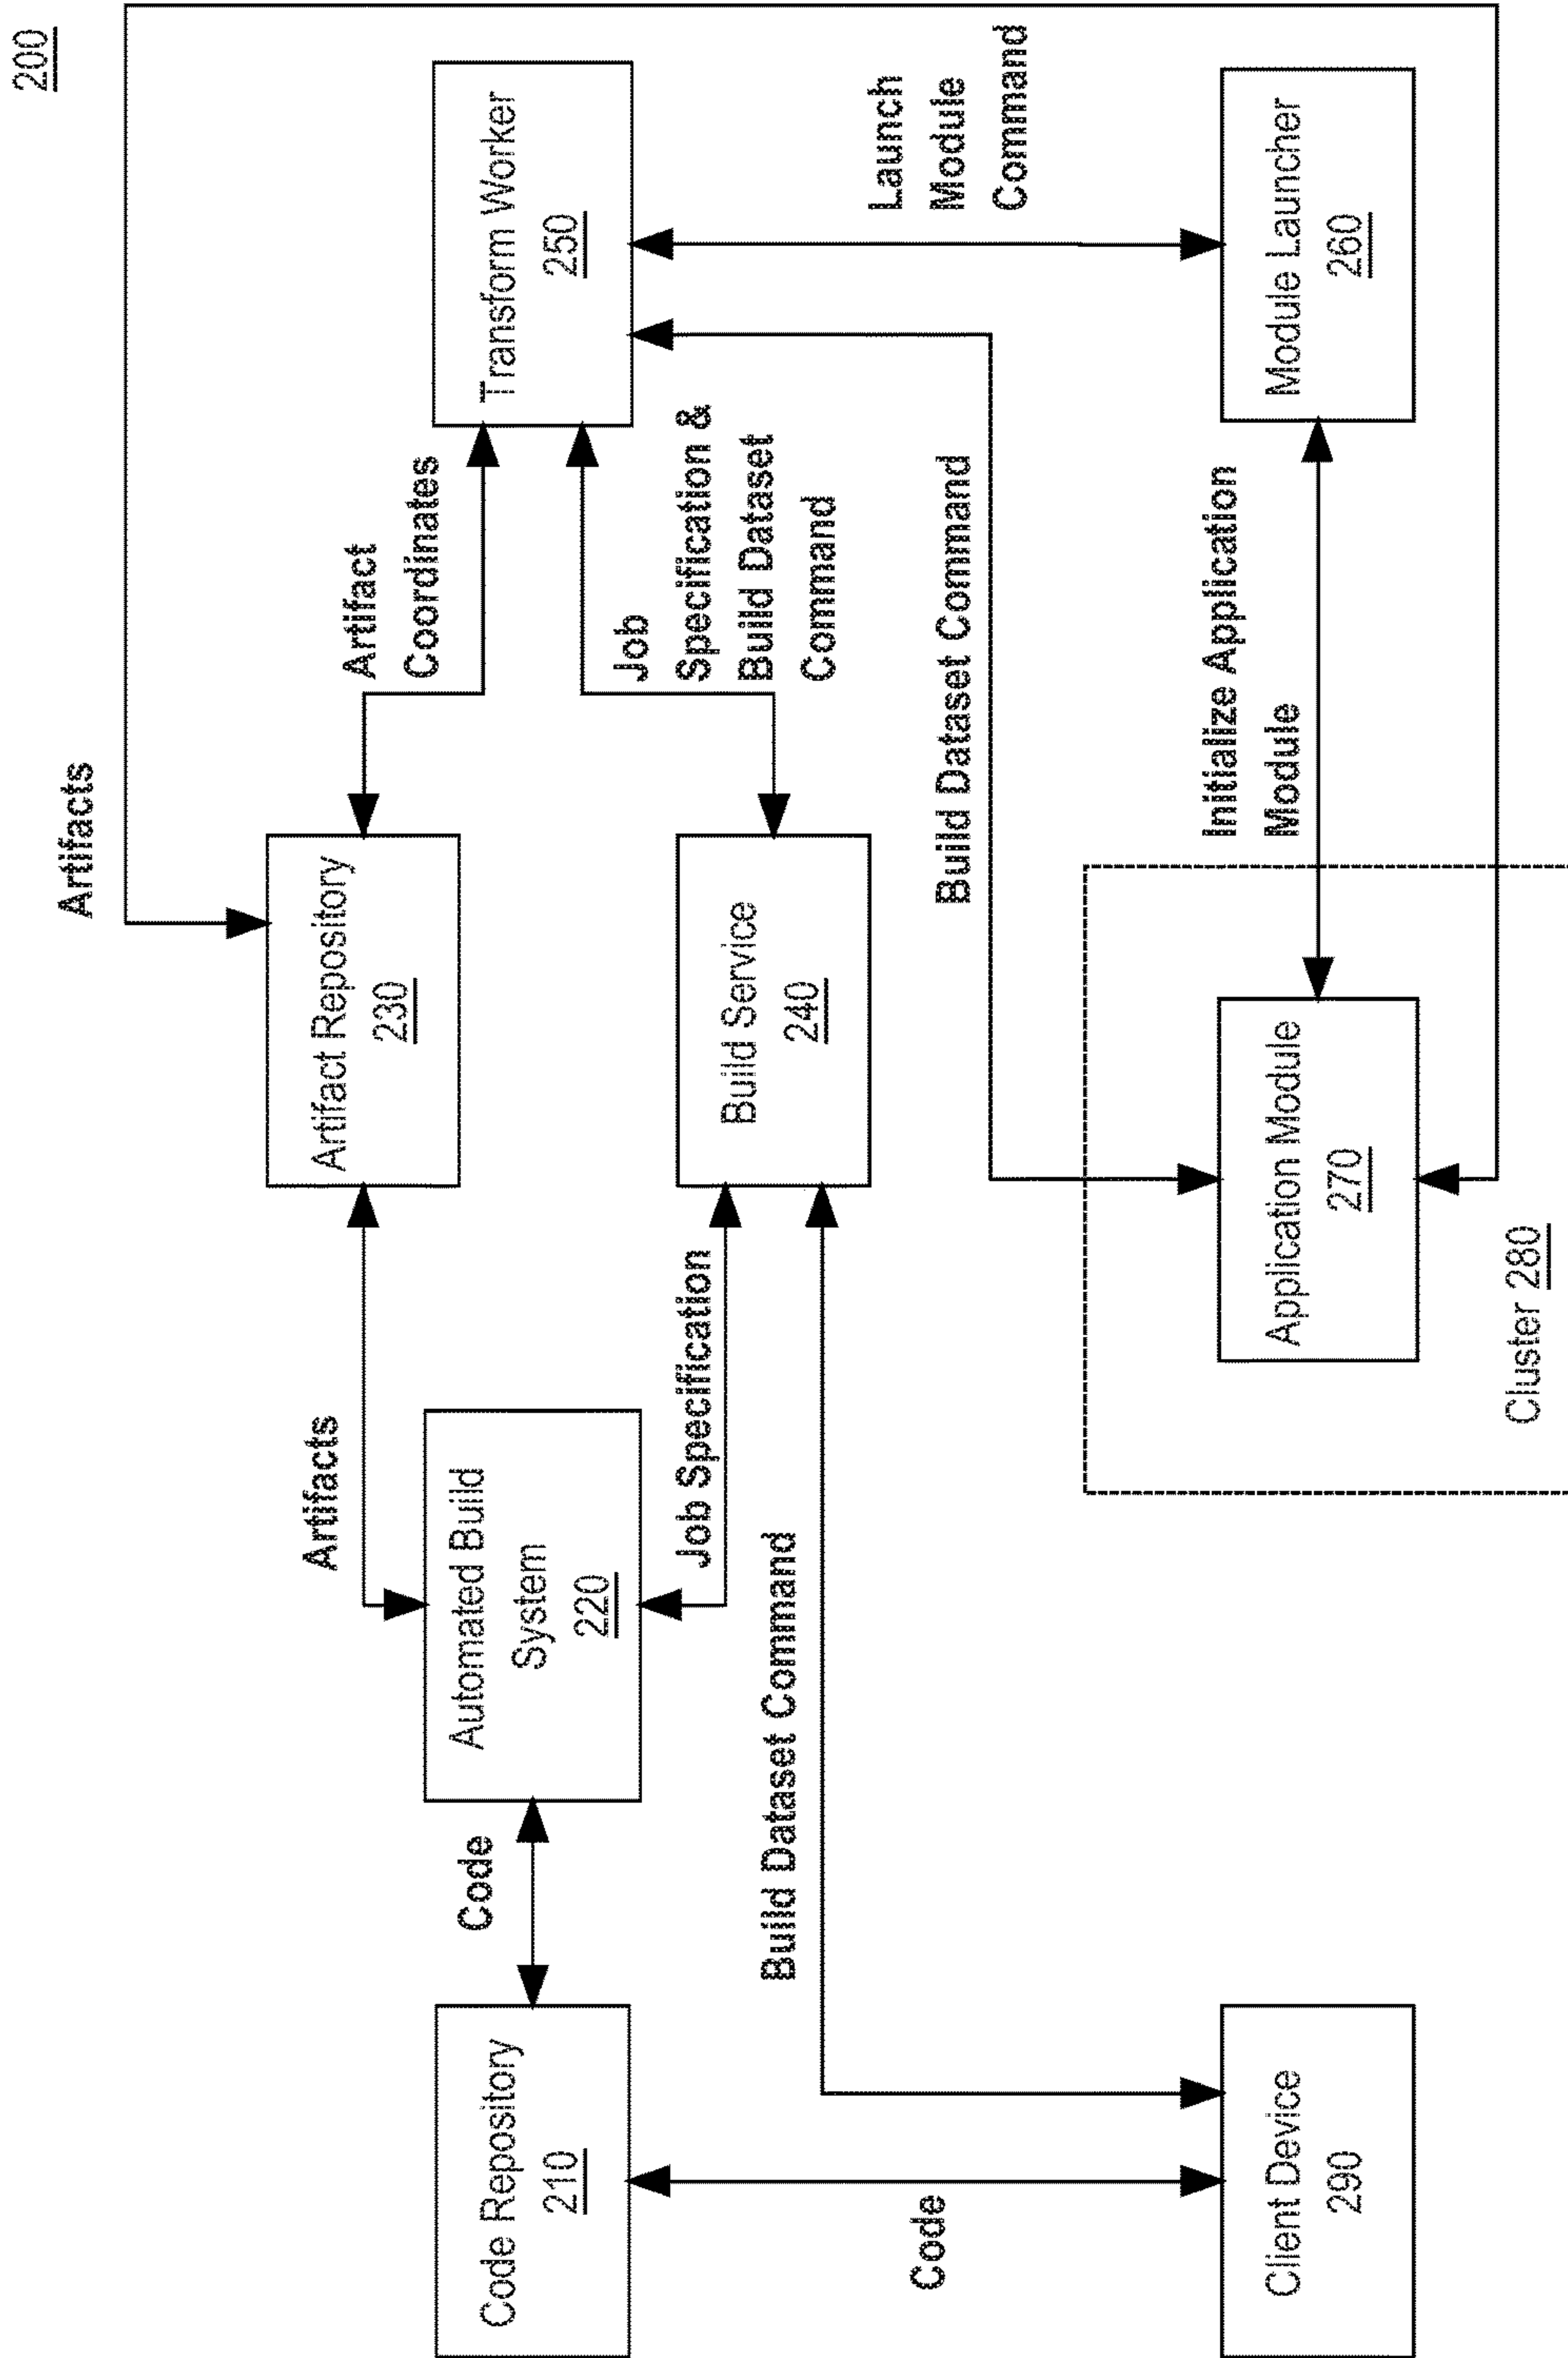 200
Artifacts
Artifacts
Artifact Repository
230
Artifact
Coordinates
Transform Worker
250
Code Repository
210
Code
Automated Build
System
220
Job Specification
Build Service
240
Job
Specification &
Build Dataset
Command
Launch
Module
Command
Build Dataset Command
Build Dataset Command
Code
Client Device
290
Application Module
270
Cluster 280
Initialize Application
Module
Module Launcher
260